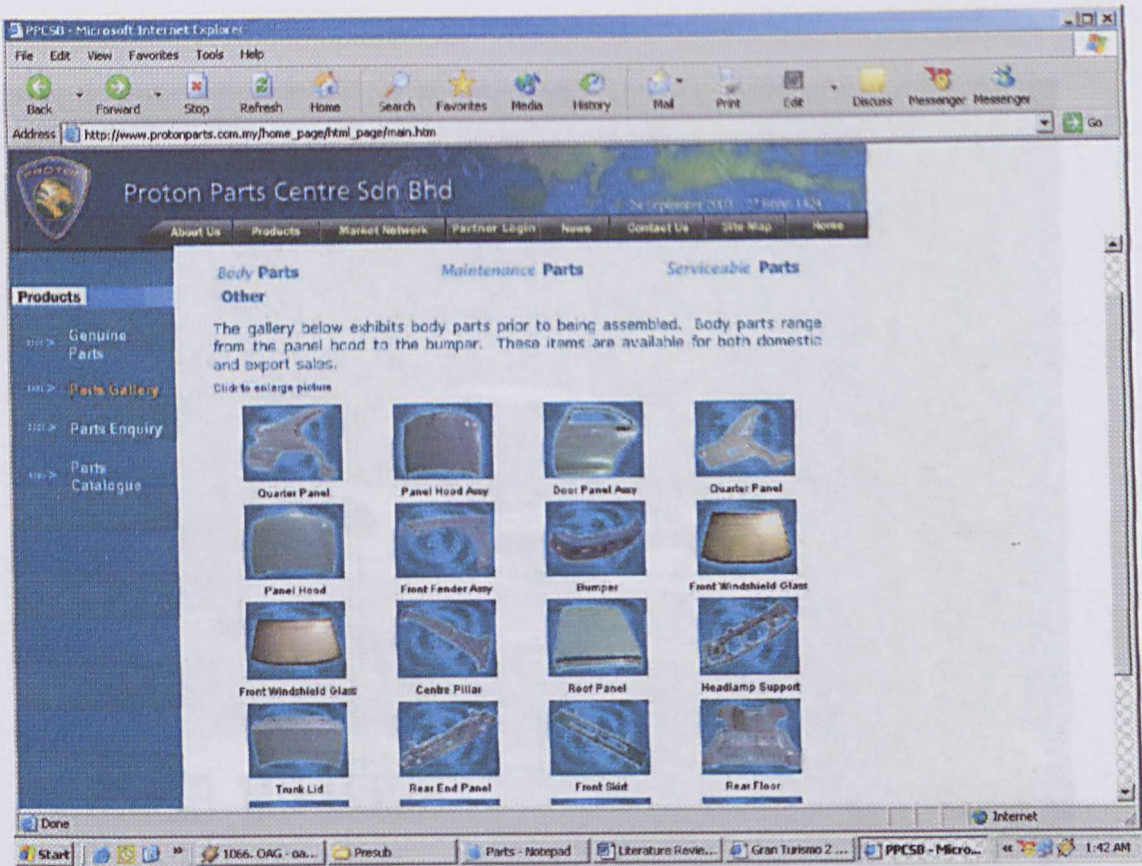 PPCSD - Microsoft Internet Explorer
File Edit View Favorites Tools Help
Back Forward Stop Refresh Home Search Favorites Media History Mail Print Edit Discuss Messenger Messenger
Address http://www.protonparts.com.my/home_page/html_page/main.htm Go
PROTON
Proton Parts Centre Sdn Bhd
24 September 2003
About Us Products Market Network Partner Login News Contact Us Site Map Home
Body Parts Maintenance Parts Serviceable Parts
Other
Products
Genuine
Parts
Parts Gallery
Parts Enquiry
Parts
Catalogue
The gallery below exhibits body parts prior to being assembled. Body parts range
from the panel hood to the bumper. These items are available for both domestic
and export sales.
Click to enlarge picture
Quarter Panel Panel Hood Assy Door Panel Assy Quarter Panel
Panel Hood Front Fender Assy Bumper Front Windshield Glass
Front Windshield Glass Centre Pillar Roof Panel Headlamp Support
Trunk Lid Rear End Panel Front Skirt Rear Floor
Done Internet
Start » 1066. OAG - oa... Presub Parts - Notepad Literature Revie... Gran Turismo 2 ... PPCSB - Micro... « 1:42 AM